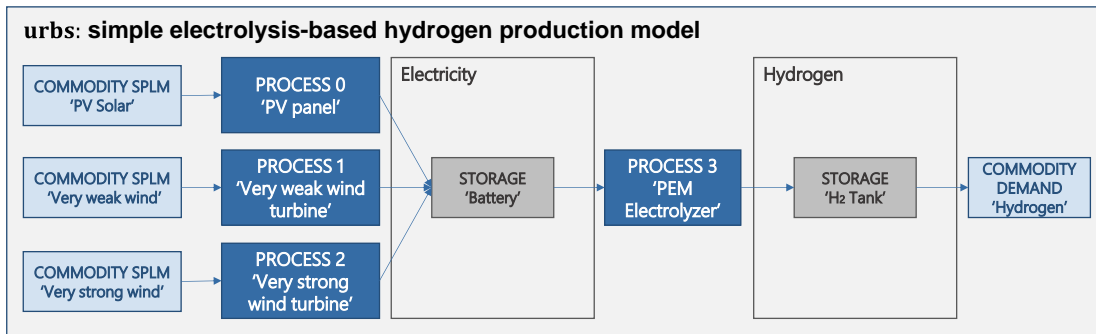 urbs: simple electrolysis-based hydrogen production model
COMMODITY SPLM
'PV Solar'
PROCESS 0
'PV panel'
Electricity
Hydrogen
COMMODITY SPLM
'Very weak wind'
PROCESS 1
'Very weak wind
turbine'
STORAGE
'Battery'
PROCESS 3
'PEM
Electrolyzer'
STORAGE
'H₂ Tank'
COMMODITY
DEMAND
'Hydrogen'
COMMODITY SPLM
'Very strong wind'
PROCESS 2
'Very strong
wind turbine'